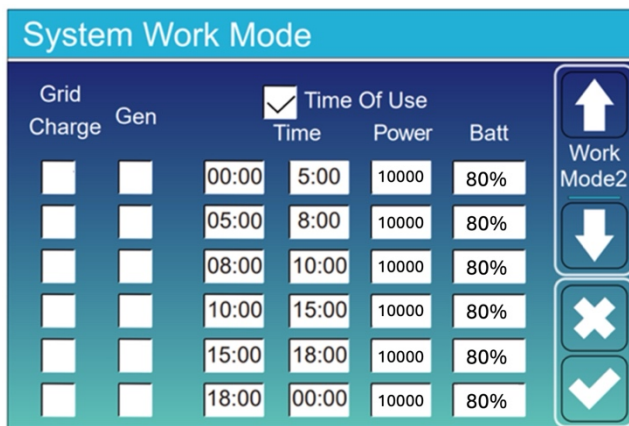 System Work Mode
Grid Charge Gen Time Of Use
Time Power Batt
00:00 5:00 10000 80%
05:00 8:00 10000 80%
08:00 10:00 10000 80%
10:00 15:00 10000 80%
15:00 18:00 10000 80%
18:00 00:00 10000 80%
Work
Mode2